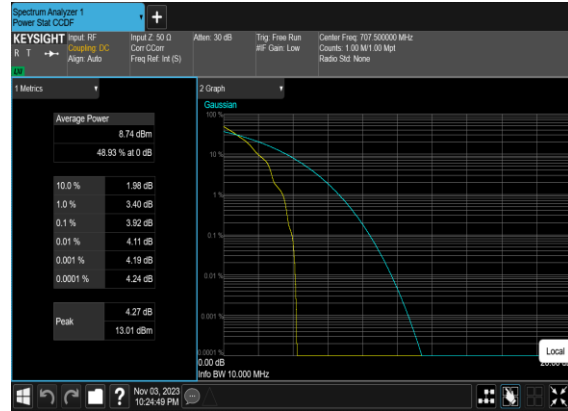 Spectrum Analyzer 1
Power Stat CCDF
+
KEYSIGHT
R T
LXI
Input: RF
Coupling: DC
Align: Auto
Input Z: 50 Ω
Corr CCorr
Freq Ref: Int (S)
Atten: 30 dB
Trig: Free Run
#IF Gain: Low
Center Freq: 707.500000 MHz
Counts: 1.00 M/1.00 Mpt
Radio Std: None
1 Metrics
Average Power
8.74 dBm
48.93 % at 0 dB
10.0 % 1.98 dB
1.0 % 3.40 dB
0.1 % 3.92 dB
0.01 % 4.11 dB
0.001 % 4.19 dB
0.0001 % 4.24 dB
Peak
4.27 dB
13.01 dBm
2 Graph
Gaussian
100 %
10 %
1 %
0.1 %
0.01 %
0.001 %
0.0001 %
0.00 dB
Info BW 10.000 MHz
Local
?
Nov 03, 2023
10:24:49 PM